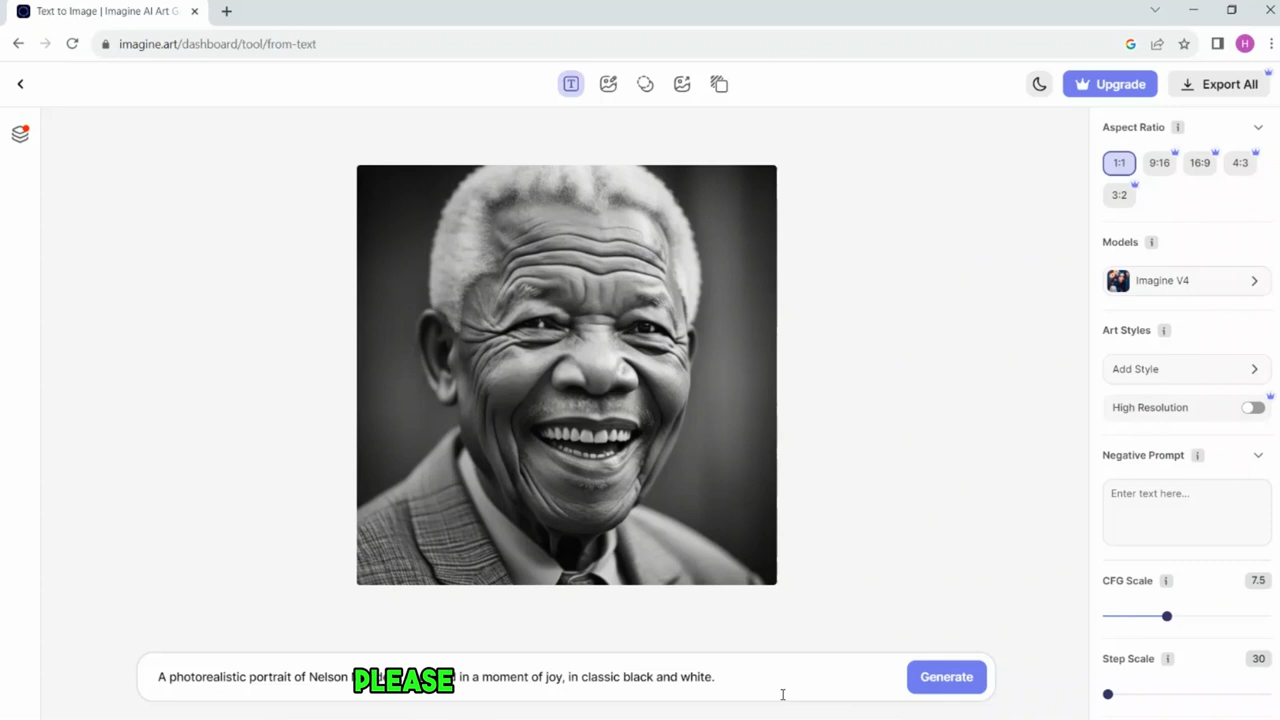 Text to Image | Imagine AI Art G
imagine.art/dashboard/tool/from-text
H
T
Upgrade
Export All
Aspect Ratio i
1:1 9:16 16:9 4:3
3:2
Models i
Imagine V4
Art Styles i
Add Style
High Resolution
Negative Prompt i
Enter text here...
CFG Scale i 7.5
Step Scale i 30
A photorealistic portrait of Nelson PLEASE in a moment of joy, in classic black and white.
Generate